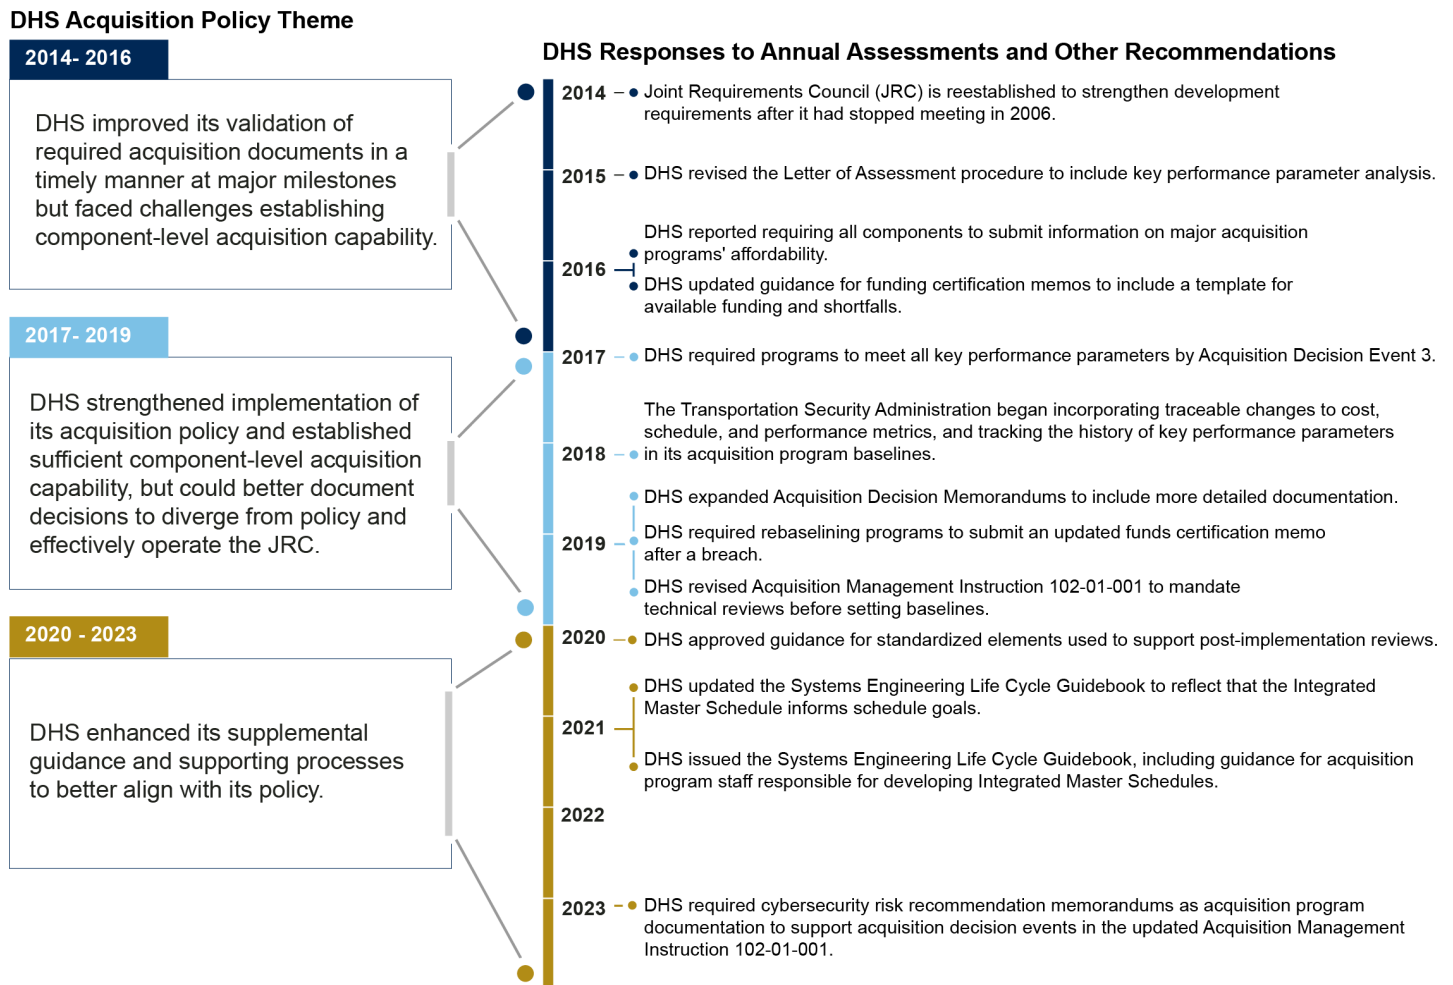 DHS Acquisition Policy Theme
2014- 2016
DHS improved its validation of
required acquisition documents in a
timely manner at major milestones
but faced challenges establishing
component-level acquisition capability.
2017- 2019
DHS strengthened implementation of
its acquisition policy and established
sufficient component-level acquisition
capability, but could better document
decisions to diverge from policy and
effectively operate the JRC.
2020 - 2023
DHS enhanced its supplemental
guidance and supporting processes
to better align with its policy.
DHS Responses to Annual Assessments and Other Recommendations
2014
Joint Requirements Council (JRC) is reestablished to strengthen development
requirements after it had stopped meeting in 2006.
2015
DHS revised the Letter of Assessment procedure to include key performance parameter analysis.
2016
DHS reported requiring all components to submit information on major acquisition
programs' affordability.
DHS updated guidance for funding certification memos to include a template for
available funding and shortfalls.
2017
DHS required programs to meet all key performance parameters by Acquisition Decision Event 3.
2018
The Transportation Security Administration began incorporating traceable changes to cost,
schedule, and performance metrics, and tracking the history of key performance parameters
in its acquisition program baselines.
2019
DHS expanded Acquisition Decision Memorandums to include more detailed documentation.
DHS required rebaselining programs to submit an updated funds certification memo
after a breach.
DHS revised Acquisition Management Instruction 102-01-001 to mandate
technical reviews before setting baselines.
2020
DHS approved guidance for standardized elements used to support post-implementation reviews.
2021
DHS updated the Systems Engineering Life Cycle Guidebook to reflect that the Integrated
Master Schedule informs schedule goals.
DHS issued the Systems Engineering Life Cycle Guidebook, including guidance for acquisition
program staff responsible for developing Integrated Master Schedules.
2022
2023
DHS required cybersecurity risk recommendation memorandums as acquisition program
documentation to support acquisition decision events in the updated Acquisition Management
Instruction 102-01-001.